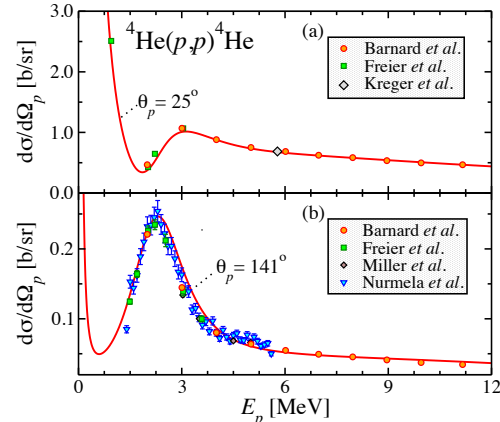 3.0
⁴He(p,p)⁴He
(a)
Barnard et al.
Freier et al.
Kreger et al.
2.0
θp = 25°
1.0
0.0
dσ/dΩp [b/sr]
(b)
Barnard et al.
Freier et al.
Miller et al.
Nurmela et al.
0.2
θp = 141°
0.1
dσ/dΩp [b/sr]
0 3 6 9 12
Ep [MeV]